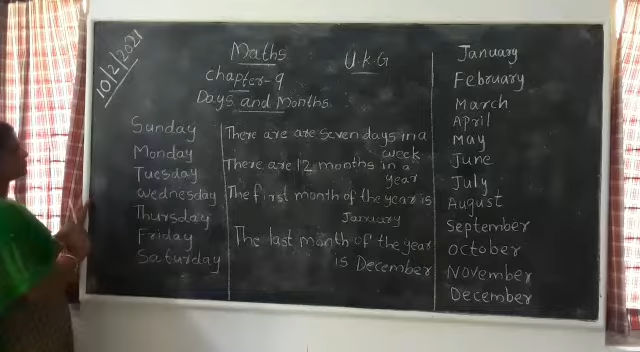 10/2/2021
Maths
U.K.G
chapter-9
Days and Months
Sunday
Monday
Tuesday
Wednesday
Thursday
Friday
Saturday
There are are seven days in a
week
There are 12 months in a
year
The first month of the year is
January
The last month of the year
is December
January
February
March
April
May
June
July
August
September
October
November
December